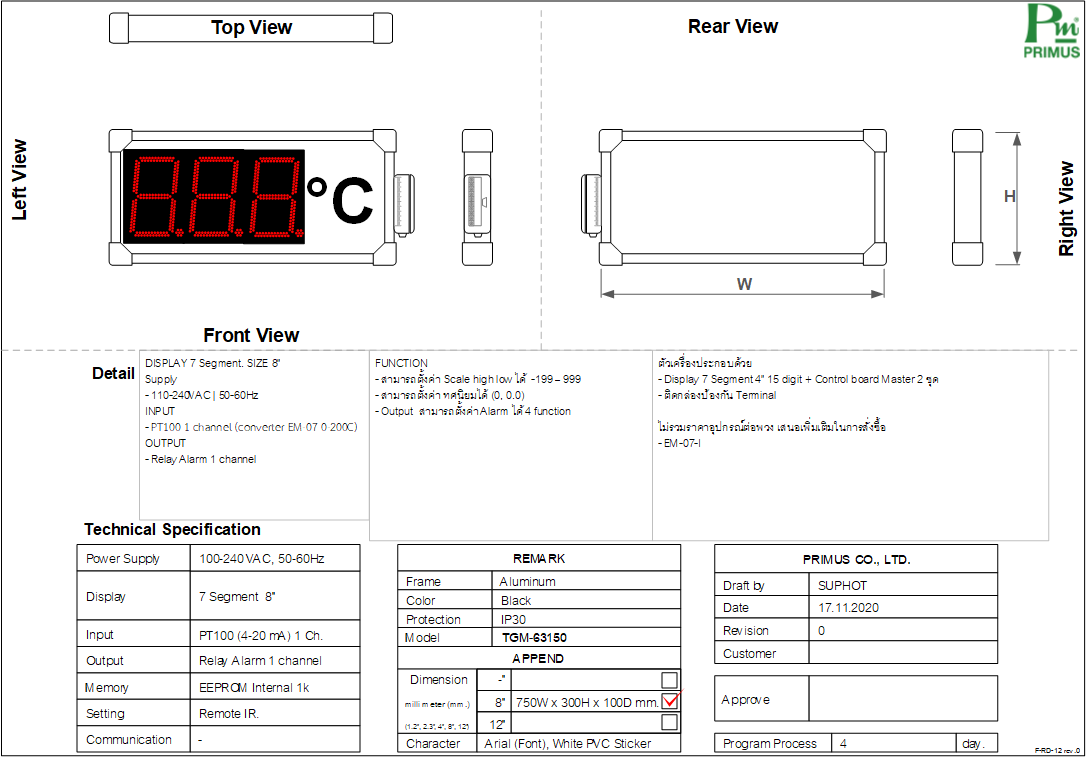 Top View
Rear View
Pm®
PRIMUS
Left View
°C
H
Right View
W
Front View
Detail
DISPLAY 7 Segment. SIZE 8"
Supply
- 110-240VAC | 50-60Hz
INPUT
- PT100 1 channel (converter EM-07 0-200C)
OUTPUT
- Relay Alarm 1 channel
FUNCTION
- สามารถตั้งค่า Scale high low ได้ -199 – 999
- สามารถตั้งค่า ทศนิยมได้ (0, 0.0)
- Output สามารถตั้งค่า Alarm ได้ 4 function
ตัวเครื่องประกอบด้วย
- Display 7 Segment 4" 15 digit + Control board Master 2 ชุด
- ติดกล่องป้องกัน Terminal
ไม่รวมราคาอุปกรณ์ต่อพวง เสนอเพิ่มเติมในการสั่งซื้อ
- EM-07-I
Technical Specification
Power Supply 100-240 VAC, 50-60Hz
Display 7 Segment 8"
Input PT100 (4-20 mA) 1 Ch.
Output Relay Alarm 1 channel
Memory EEPROM Internal 1k
Setting Remote IR.
Communication -
REMARK
Frame Aluminum
Color Black
Protection IP30
Model TGM-63150
APPEND
Dimension -"
millimeter (mm.) 8" 750W x 300H x 100D mm.
(1.2", 2.3", 4", 8", 12") 12"
Character Arial (Font), White PVC Sticker
PRIMUS CO., LTD.
Draft by SUPHOT
Date 17.11.2020
Revision 0
Customer
Approve
Program Process 4 day.
F-RD-12 rev.0